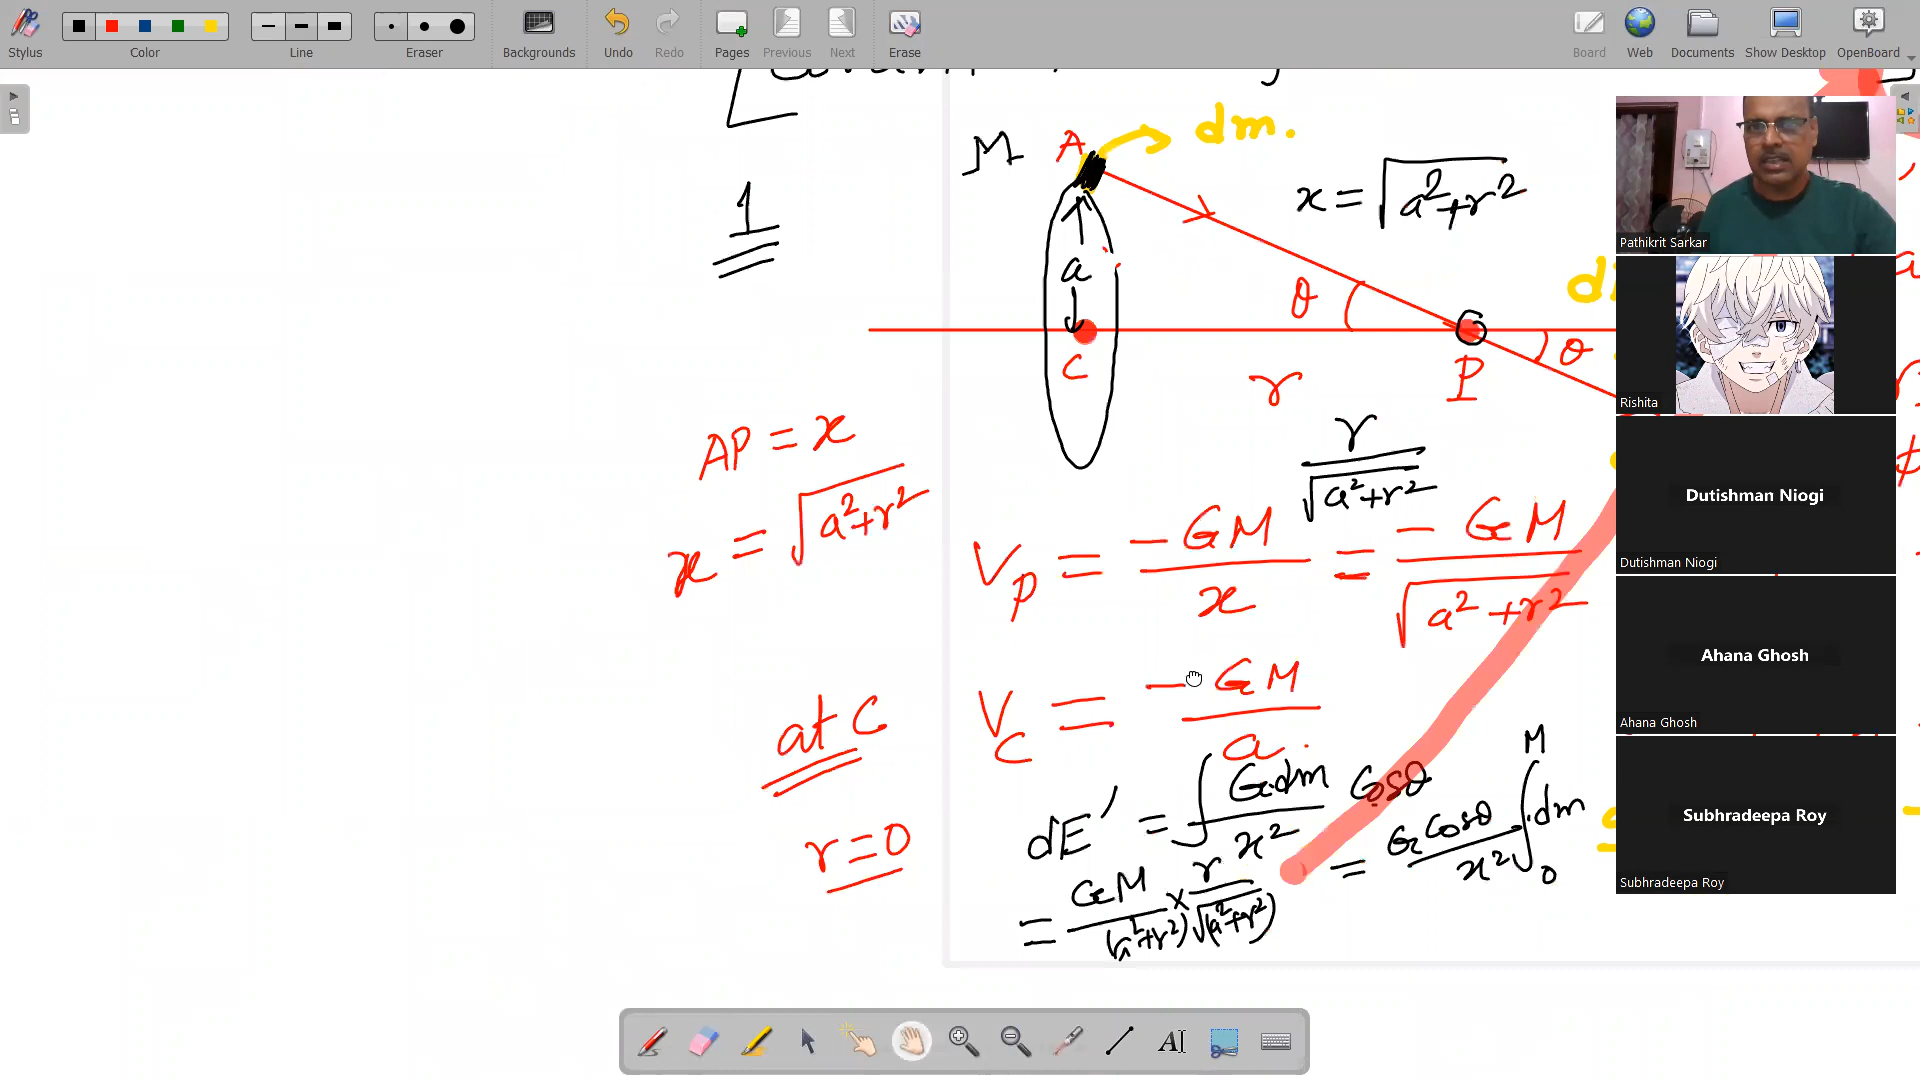 Stylus
Color
Line
Eraser
Backgrounds
Undo
Redo
Pages
Previous
Next
Erase
Board
Web
Documents
Show Desktop
OpenBoard
M
A
dm.
1
x = √a²+r²
a
θ
C
r
P
θ
AP = x
x = √a²+r²
r
√a²+r²
Vp = -GM/x = -GM/√a²+r²
at C
Vc = -GM/a.
r=0
dE' = ∫ Gdm/x² Cosθ = G Cosθ/x² ∫₀ᴹ dm
= GM/(a²+r²) × r/√(a²+r²)
Pathikrit Sarkar
Rishita
Dutishman Niogi
Dutishman Niogi
Ahana Ghosh
Ahana Ghosh
Subhradeepa Roy
Subhradeepa Roy